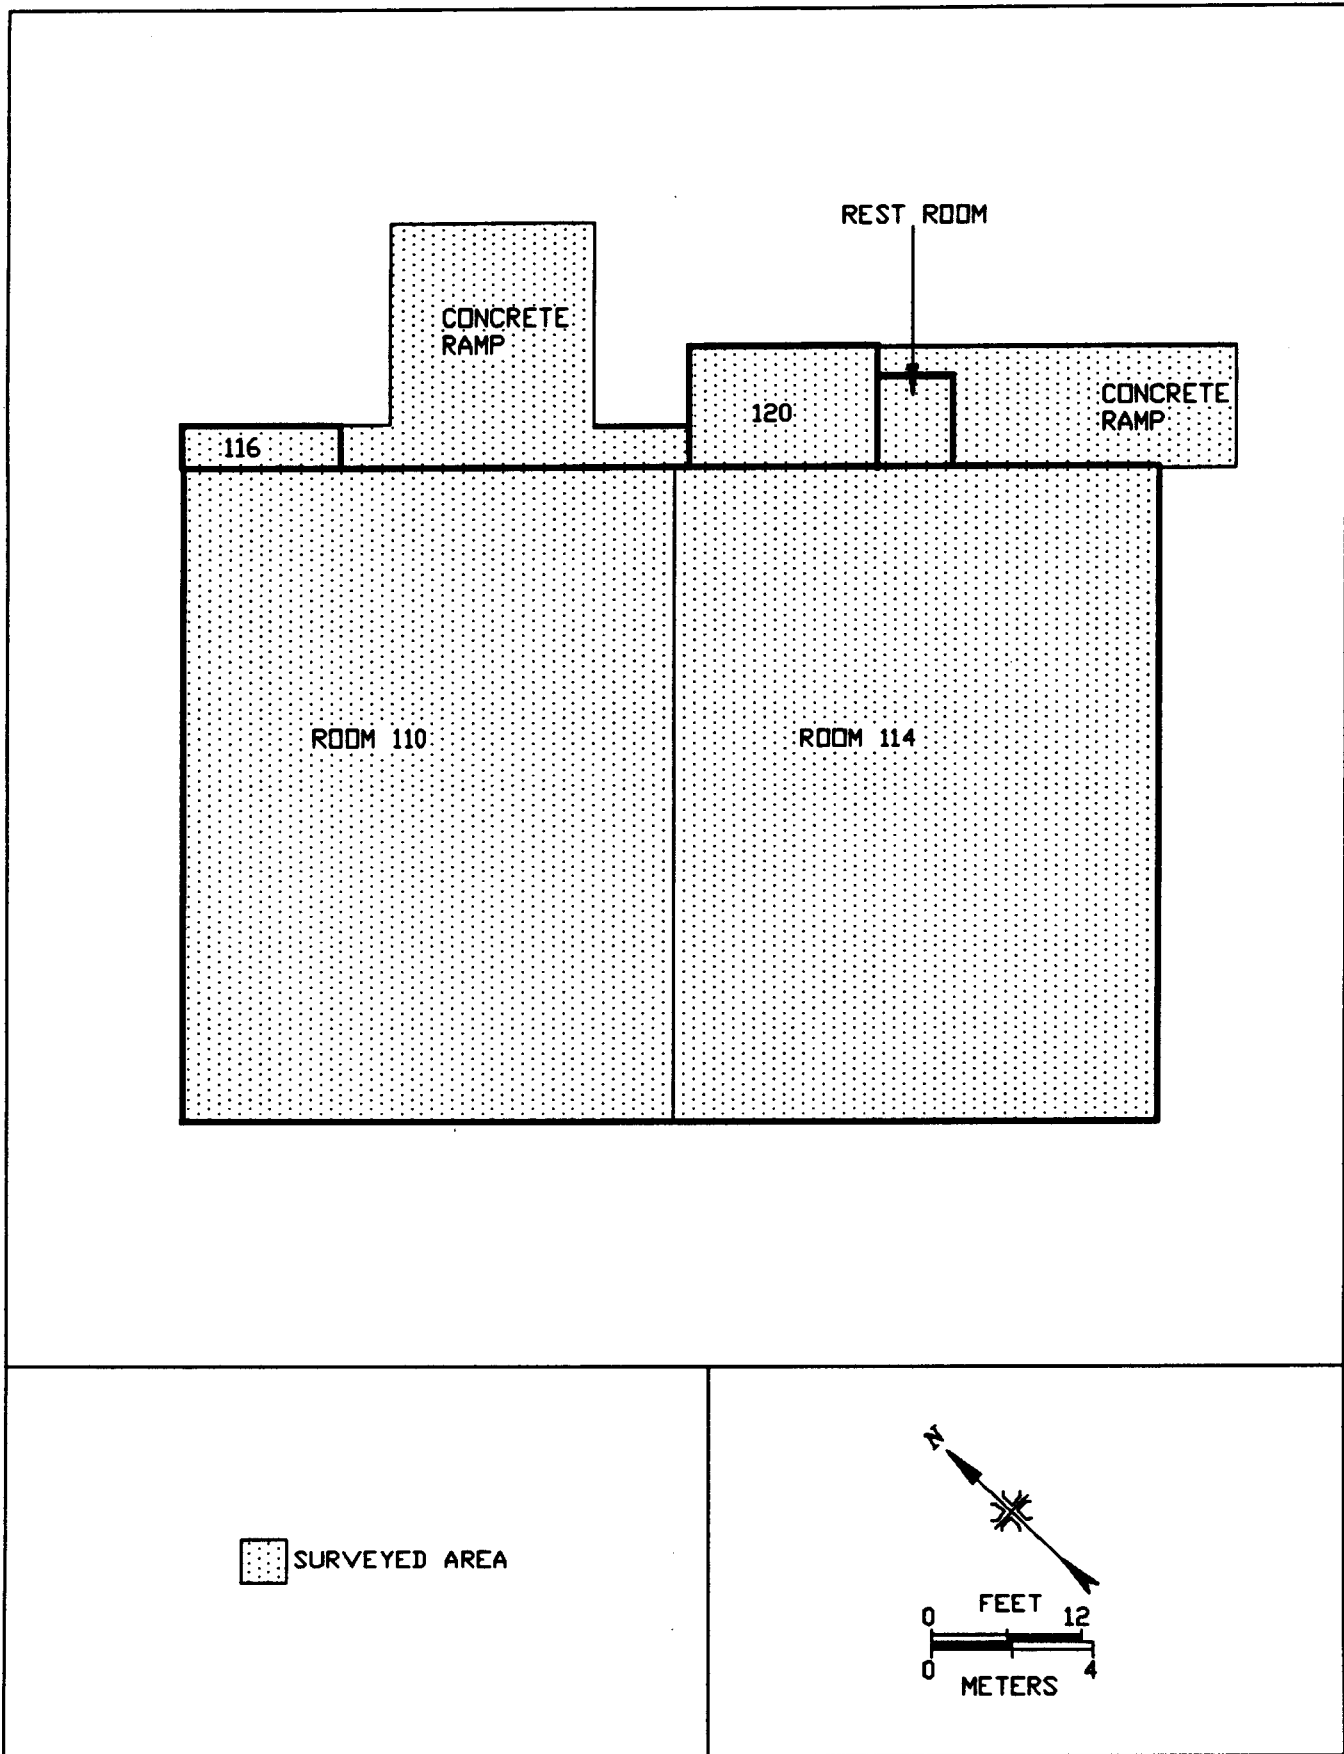 REST ROOM
CONCRETE
RAMP
CONCRETE
RAMP
120
116
ROOM 110
ROOM 114
N
SURVEYED AREA
FEET
0 12
0 4
METERS